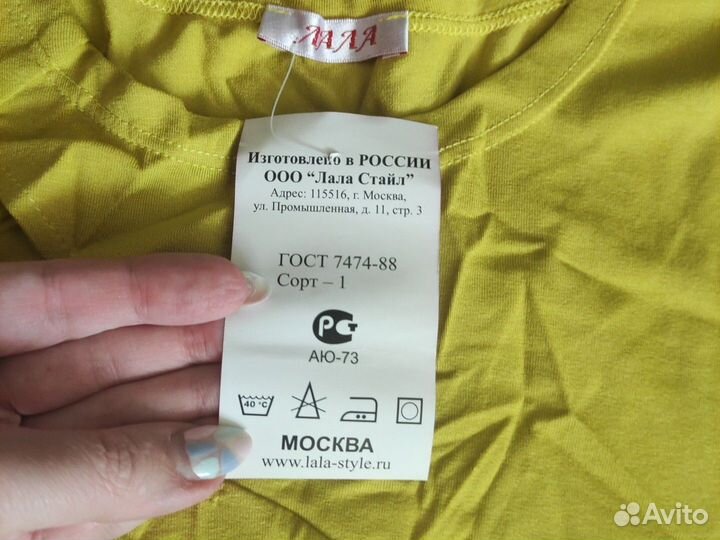 ЛАЛА
Изготовлено в РОССИИ
ООО “Лала Стайл”
Адрес: 115516, г. Москва,
ул. Промышленная, д. 11, стр. 3
ГОСТ 7474-88
Сорт – 1
РСТ
АЮ-73
40 °C
МОСКВА
www.lala-style.ru
Avito